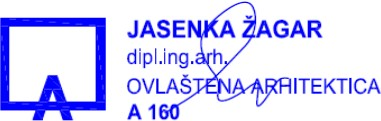 JASENKA ŽAGAR
dipl.ing.arh.
OVLAŠTENA ARHITEKTICA
A 160